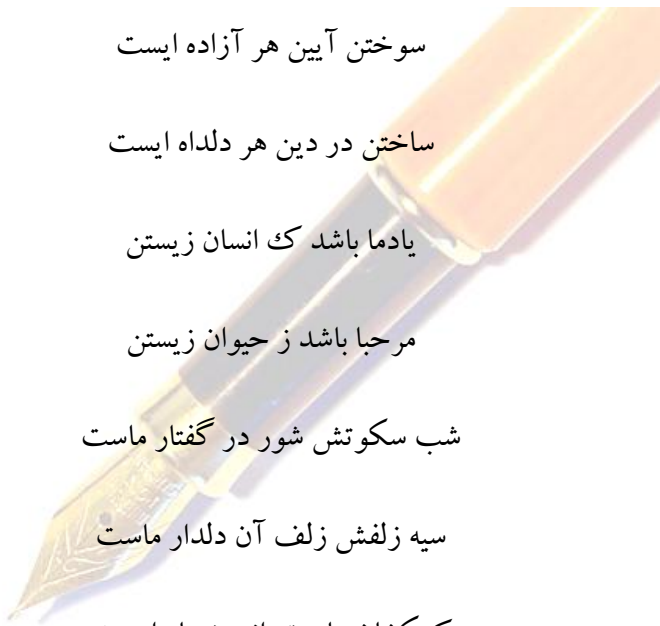 سوختن آیین هر آزاده ایست
ساختن در دین هر دلداه ایست
یادما باشد ک انسان زیستن
مرحبا باشد ز حیوان زیستن
شب سکوتش شور در گفتار ماست
سیه زلفش زلف آن دلدار ماست